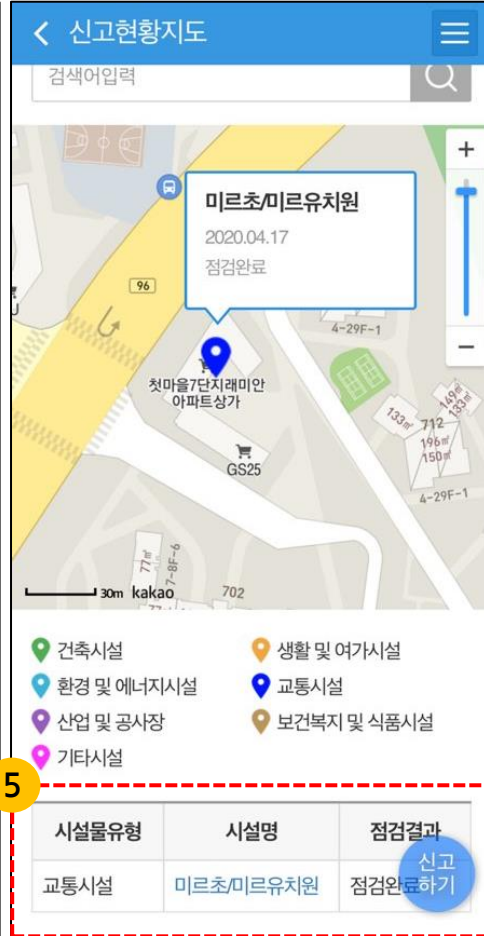 신고현황지도
검색어입력
미르초/미르유치원
2020.04.17
점검완료
96
4-29F-1
첫마을7단지래미안
아파트상가
GS25
133㎡
149㎡
133㎡
712
196㎡
150㎡
4-29F-1
77㎡
7-8F-6
702
30m kakao
건축시설
생활 및 여가시설
환경 및 에너지시설
교통시설
산업 및 공사장
보건복지 및 식품시설
기타시설
5
시설물유형 시설명 점검결과
교통시설 미르초/미르유치원 점검완
신고
하기